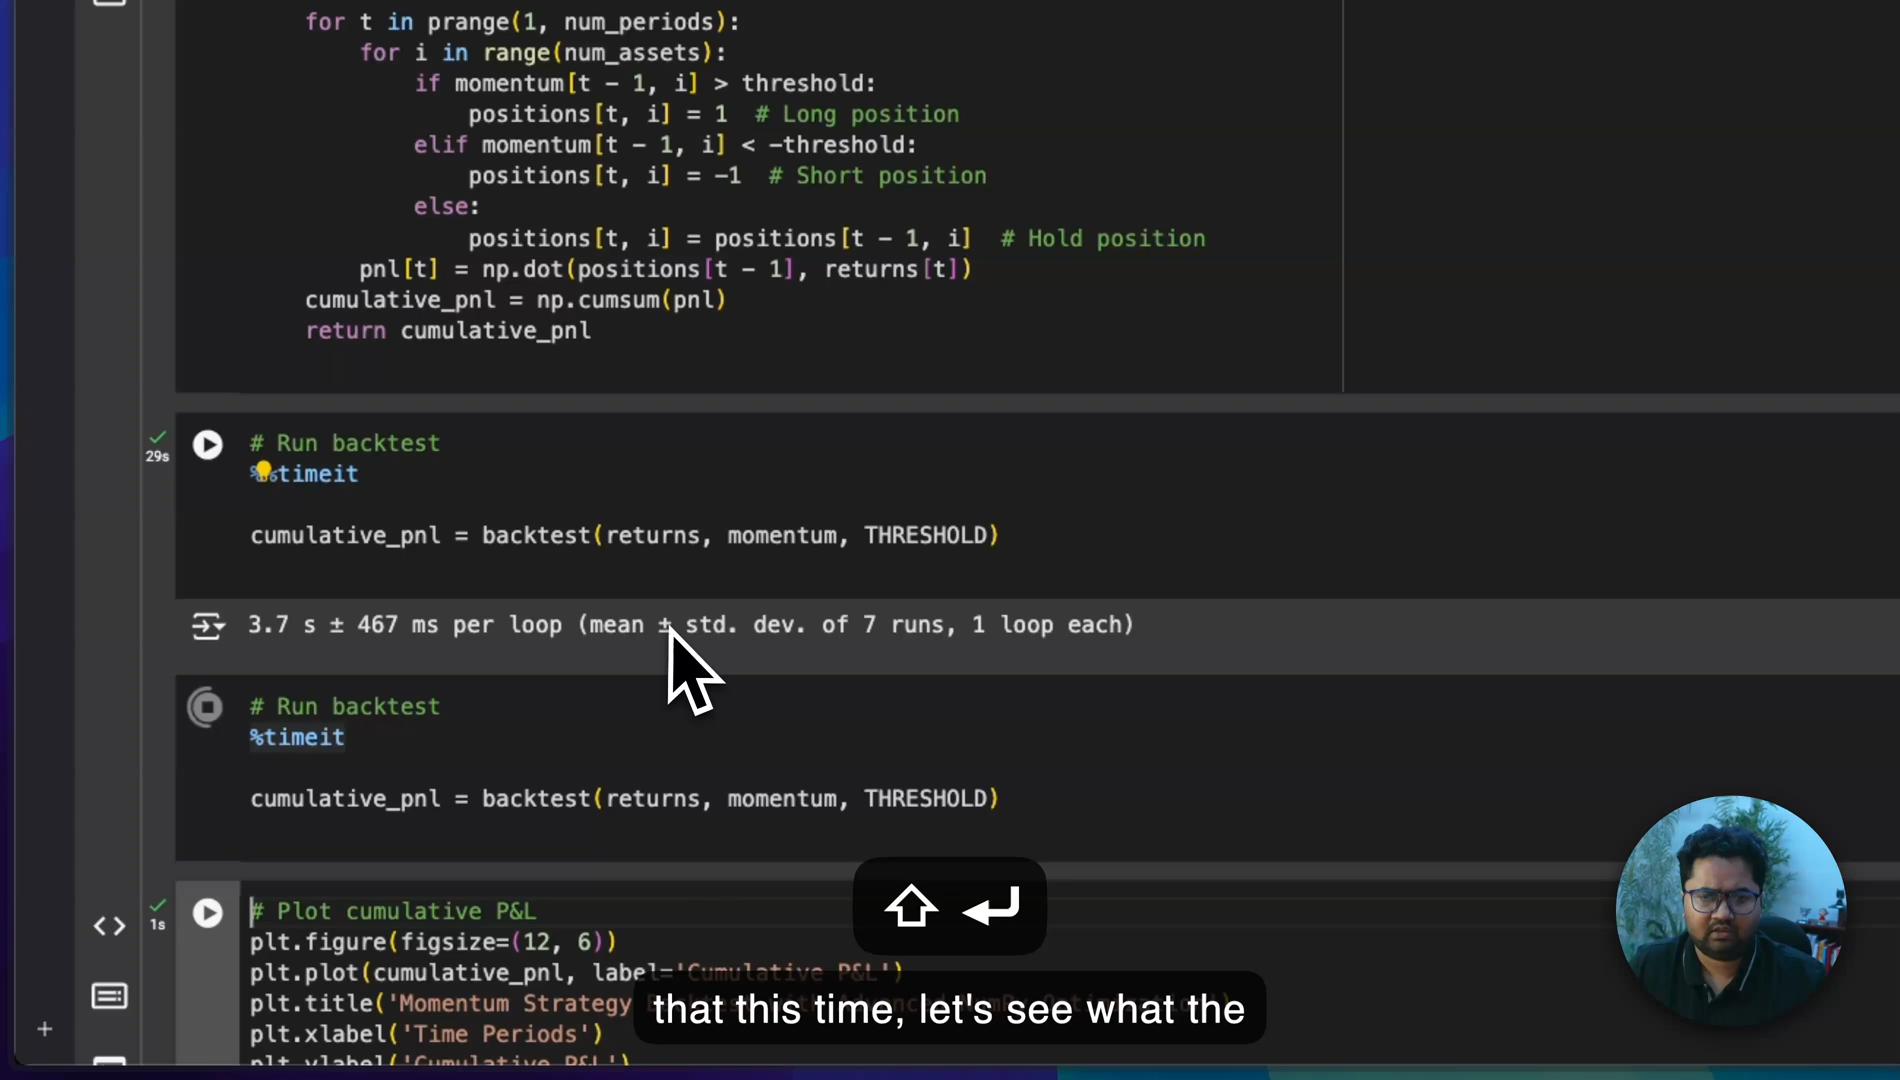 for t in prange(1, num_periods):
for i in range(num_assets):
if momentum[t - 1, i] > threshold:
positions[t, i] = 1  # Long position
elif momentum[t - 1, i] < -threshold:
positions[t, i] = -1  # Short position
else:
positions[t, i] = positions[t - 1, i]  # Hold position
pnl[t] = np.dot(positions[t - 1], returns[t])
cumulative_pnl = np.cumsum(pnl)
return cumulative_pnl
29s
# Run backtest
%%timeit
cumulative_pnl = backtest(returns, momentum, THRESHOLD)
3.7 s ± 467 ms per loop (mean ± std. dev. of 7 runs, 1 loop each)
# Run backtest
%timeit
cumulative_pnl = backtest(returns, momentum, THRESHOLD)
1s
# Plot cumulative P&L
plt.figure(figsize=(12, 6))
plt.plot(cumulative_pnl, label='Cumulative P&L')
plt.title('Momentum Strategy
that this time, let's see what the
plt.xlabel('Time Periods')
plt.ylabel('Cumulative P&L')